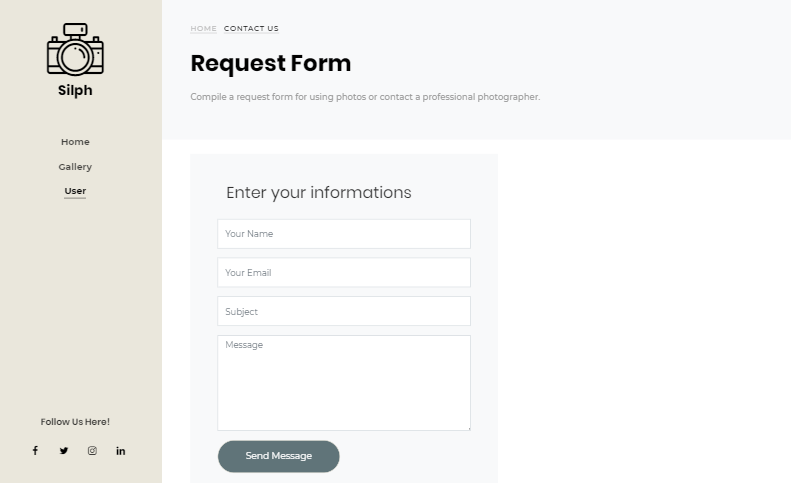 Silph
Home
Gallery
User
Follow Us Here!
HOME CONTACT US
Request Form
Compile a request form for using photos or contact a professional photographer.
Enter your informations
Your Name
Your Email
Subject
Message
Send Message